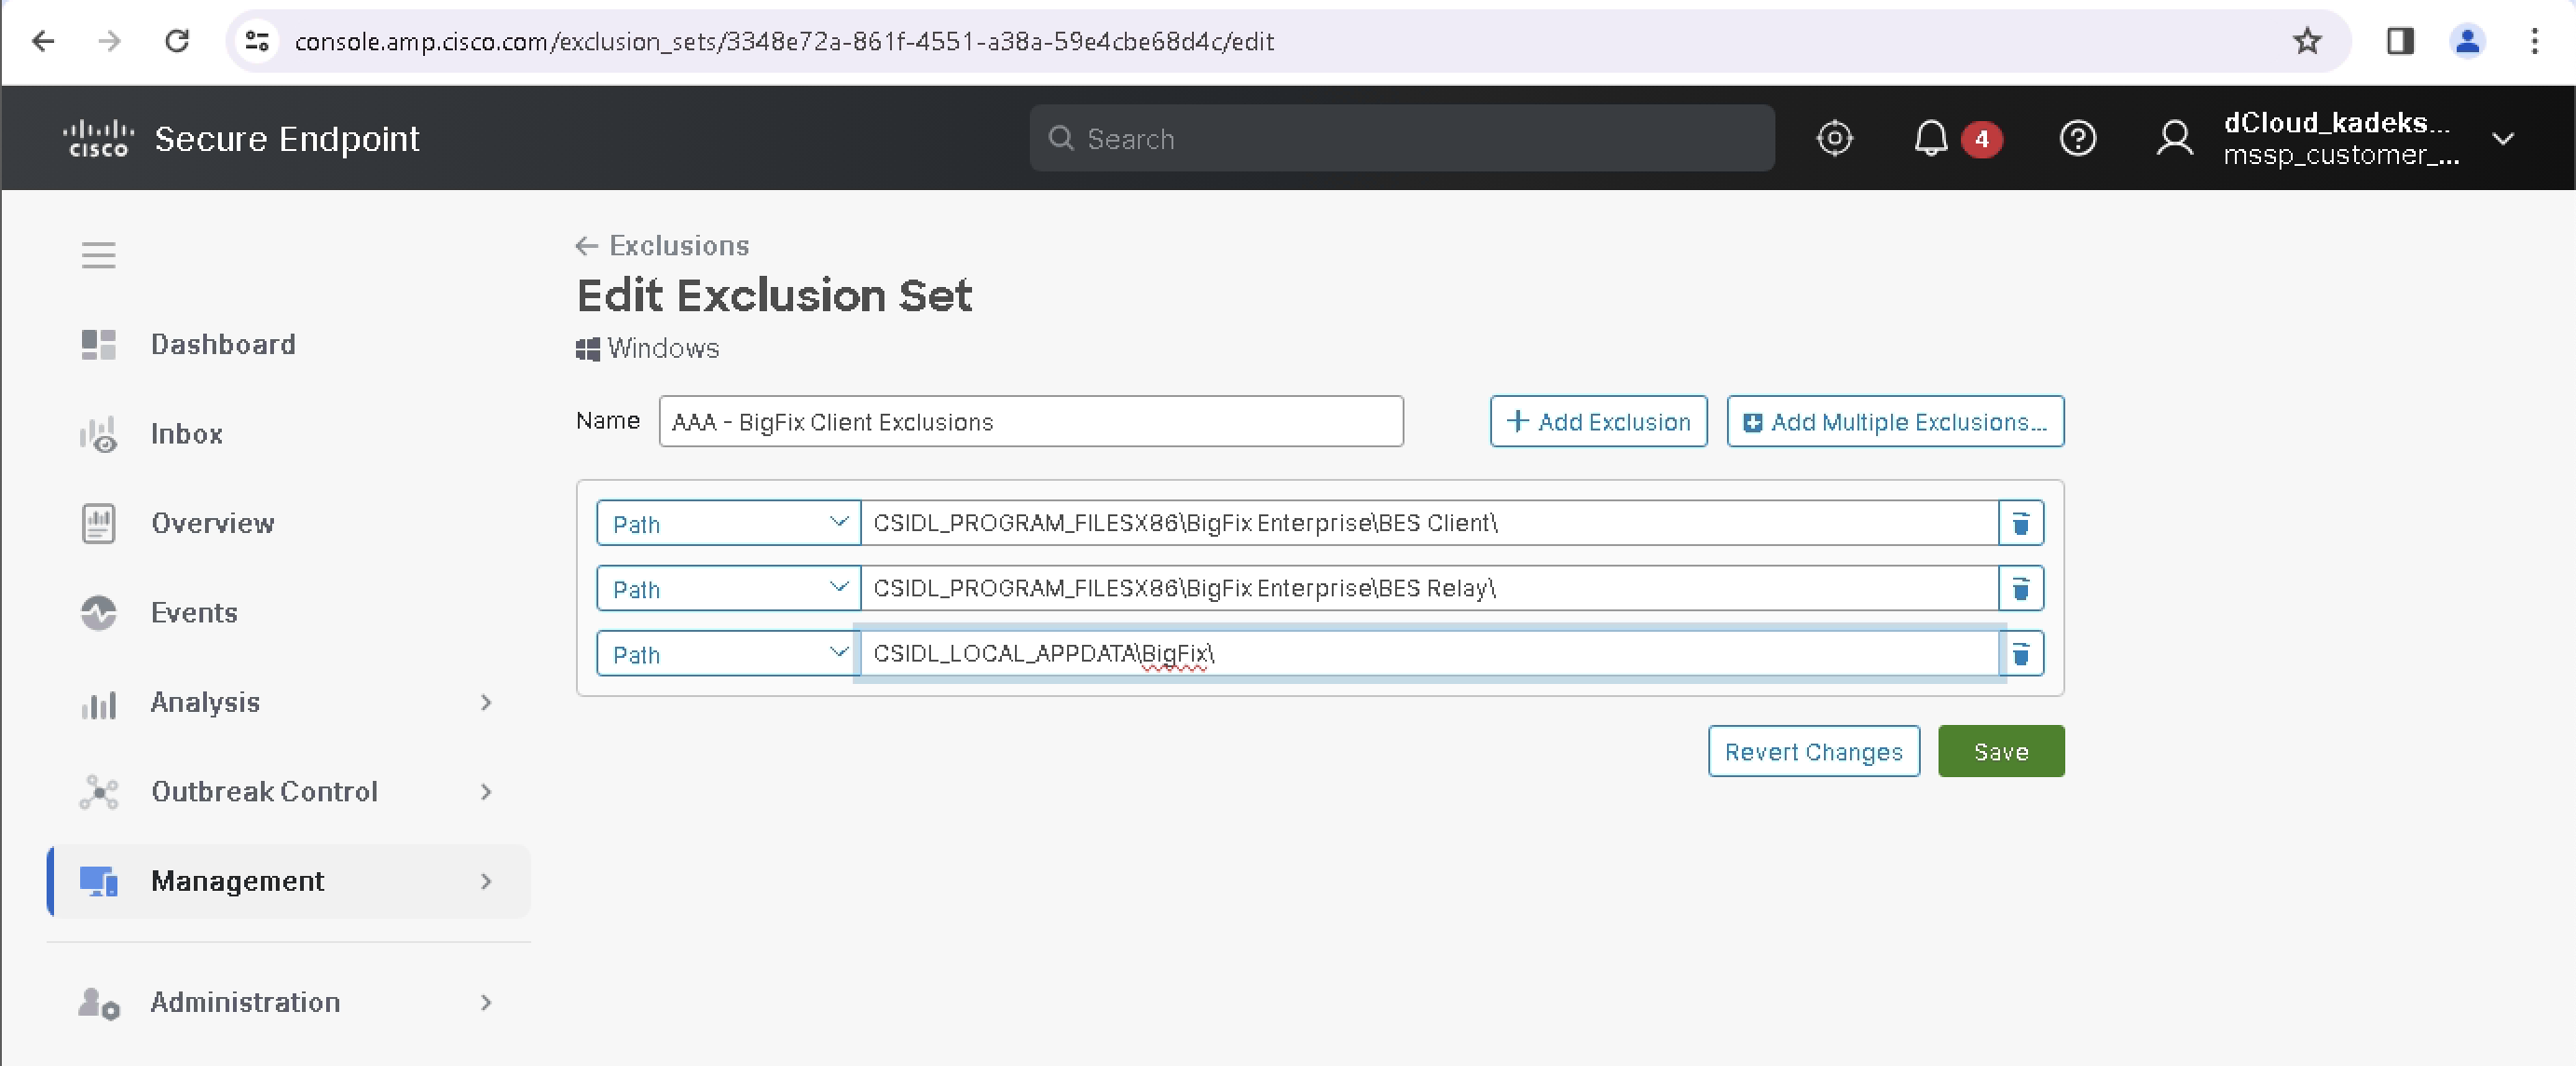 console.amp.cisco.com/exclusion_sets/3348e72a-861f-4551-a38a-59e4cbe68d4c/edit
CISCO Secure Endpoint
Search
4
dCloud_kadeks...
mssp_customer_...
Dashboard
Inbox
Overview
Events
Analysis
Outbreak Control
Management
Administration
Exclusions
Edit Exclusion Set
Windows
Name AAA - BigFix Client Exclusions
Add Exclusion
Add Multiple Exclusions...
Path CSIDL_PROGRAM_FILESX86\BigFix Enterprise\BES Client\
Path CSIDL_PROGRAM_FILESX86\BigFix Enterprise\BES Relay\
Path CSIDL_LOCAL_APPDATA\BigFix\
Revert Changes
Save